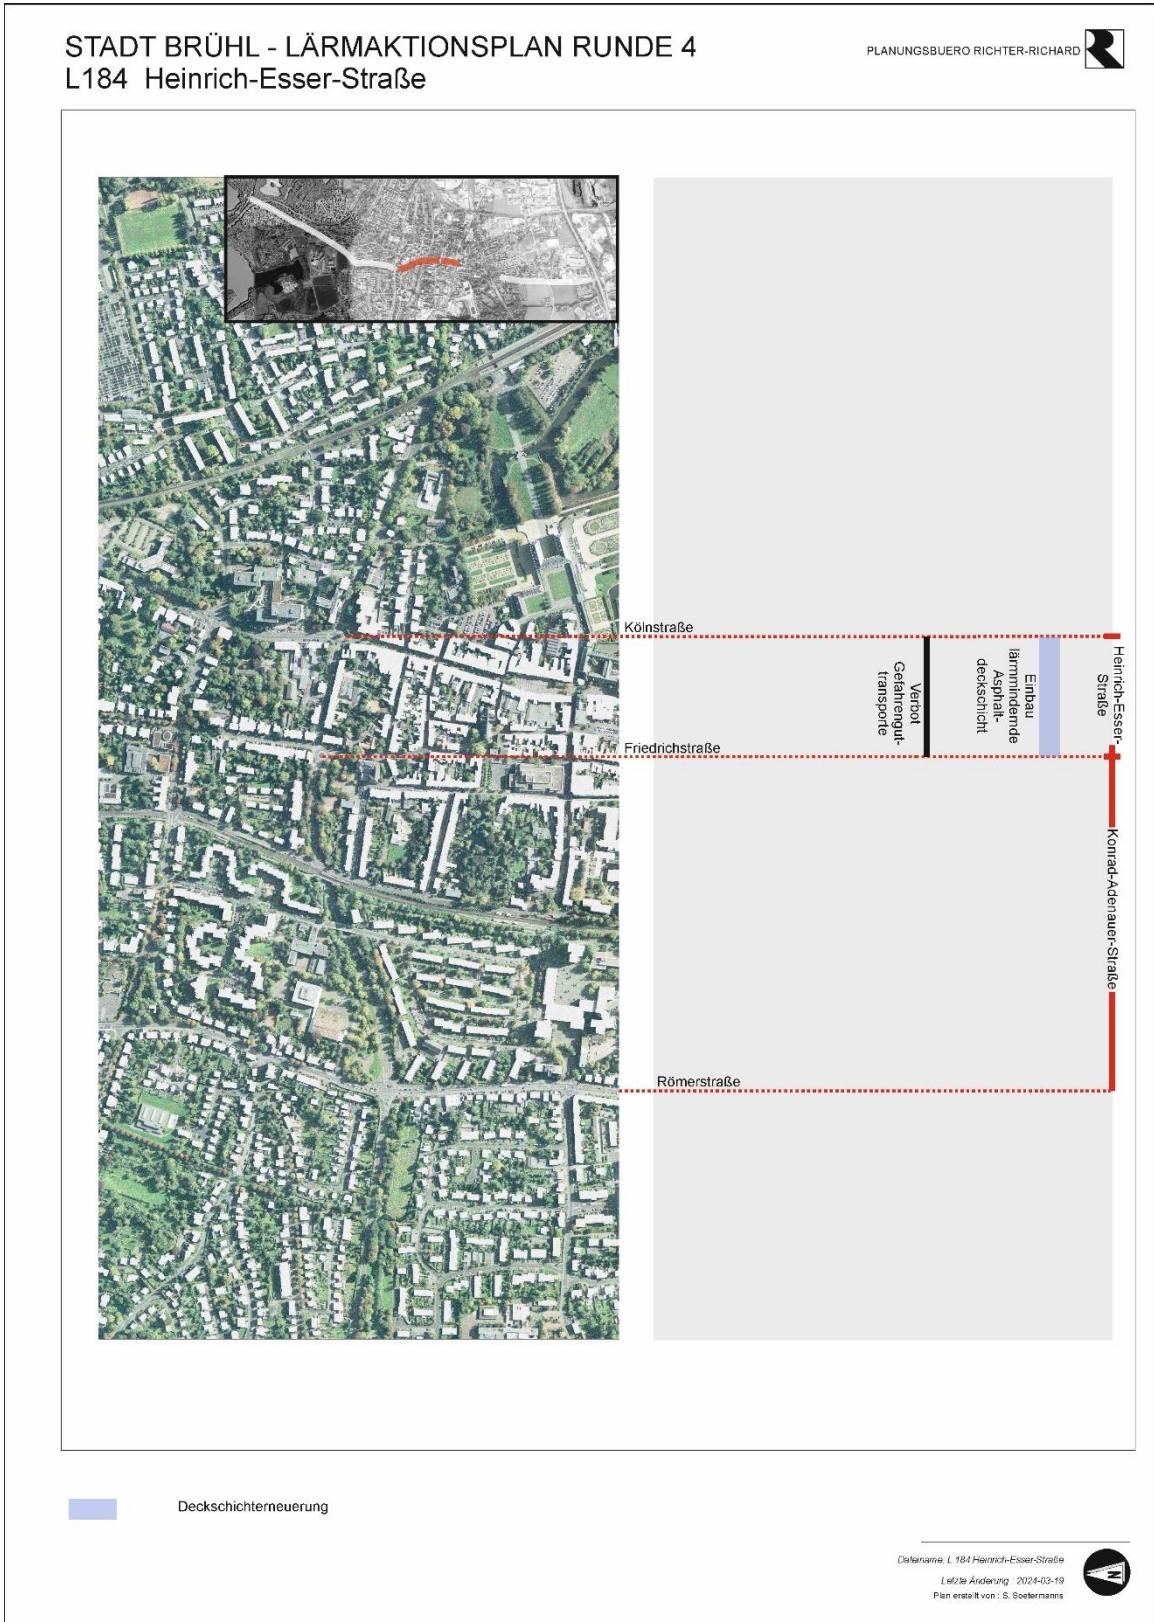 STADT BRÜHL - LÄRMAKTIONSPLAN RUNDE 4
L184 Heinrich-Esser-Straße
PLANUNGSBUERO RICHTER-RICHARD
Kölnstraße
Verbot
Gefahrengut-
transporte
Einbau
lärmmindernde
Asphalt-
deckschicht
Heinrich-Esser-
Straße
Friedrichstraße
Konrad-Adenauer-Straße
Römerstraße
Deckschichterneuerung
Dateiname: L 184 Heinrich-Esser-Straße
Letzte Änderung : 2024-03-19
Plan erstellt von : S. Soetermanns
N